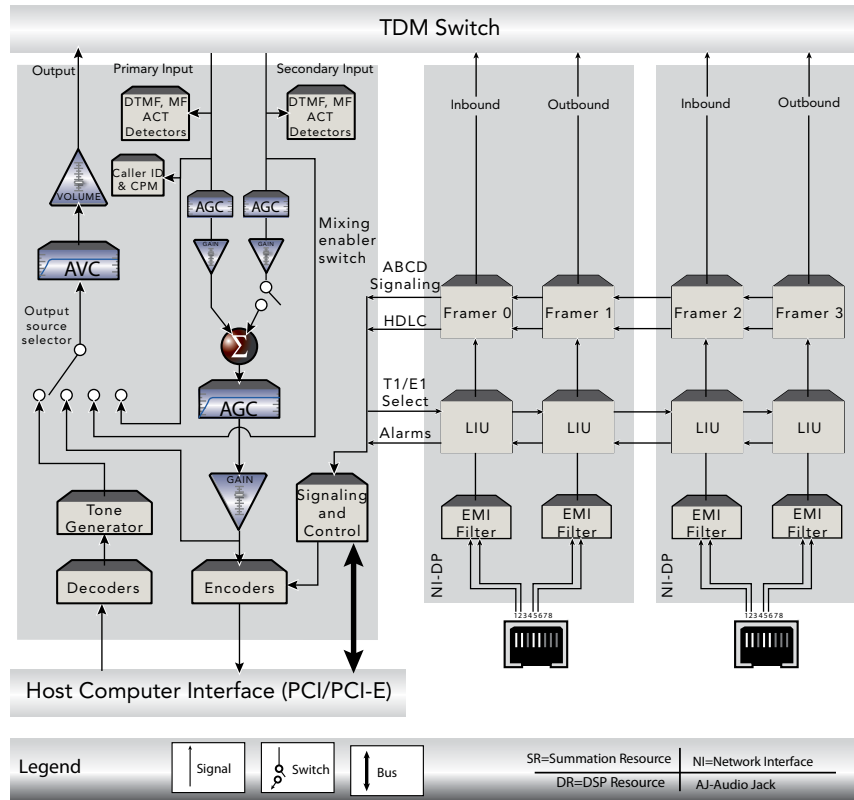 TDM Switch
Output
Primary Input
Secondary Input
DTMF, MF
ACT
Detectors
DTMF, MF
ACT
Detectors
Inbound
Outbound
Inbound
Outbound
Caller ID
& CPM
VOLUME
AGC
AGC
GAIN
GAIN
Mixing
enabler
switch
AVC
ABCD
Signaling
Framer 0
Framer 1
Framer 2
Framer 3
HDLC
Output
source
selector
Σ
AGC
T1/E1
Select
LIU
LIU
LIU
LIU
Alarms
GAIN
Tone
Generator
Signaling
and
Control
EMI
Filter
EMI
Filter
EMI
Filter
EMI
Filter
NI-DP
NI-DP
Decoders
Encoders
12345678
12345678
Host Computer Interface (PCI/PCI-E)
Legend
Signal
Switch
Bus
SR=Summation Resource
NI=Network Interface
DR=DSP Resource
AJ-Audio Jack